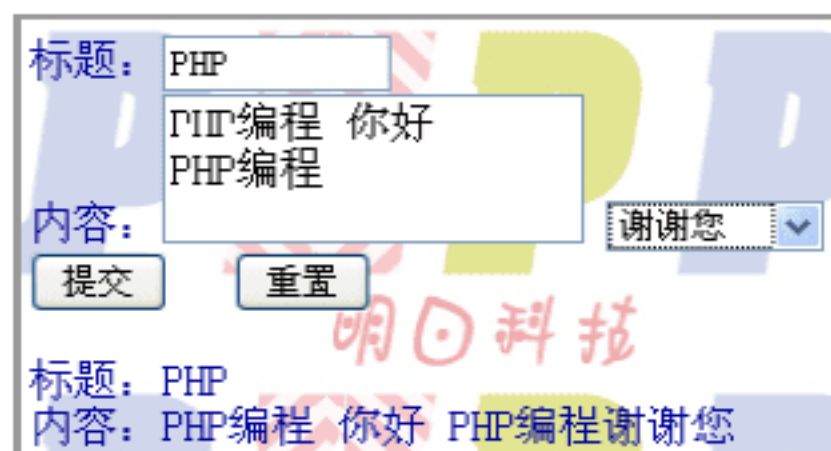 标题：PHP
PHP编程 你好
PHP编程
内容：
谢谢您
提交 重置
明日科技
标题：PHP
内容：PHP编程 你好 PHP编程谢谢您